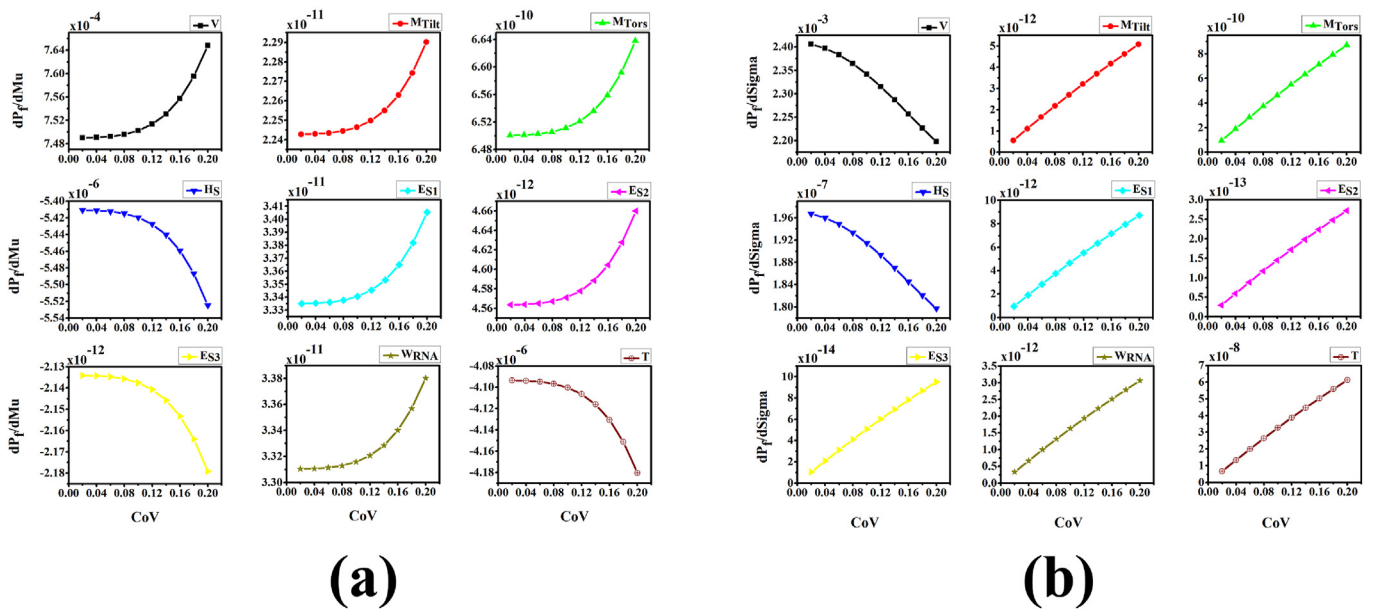 ×10⁻⁴ V
dPf/dMu
7.64
7.60
7.56
7.52
7.48
0.00 0.04 0.08 0.12 0.16 0.20
×10⁻¹¹ MTilt
2.29
2.28
2.27
2.26
2.25
2.24
0.00 0.04 0.08 0.12 0.16 0.20
×10⁻¹⁰ MTors
6.64
6.60
6.56
6.52
6.48
0.00 0.04 0.08 0.12 0.16 0.20
×10⁻⁶ HS
dPf/dMu
-5.40
-5.42
-5.44
-5.46
-5.48
-5.50
-5.52
-5.54
0.00 0.04 0.08 0.12 0.16 0.20
×10⁻¹¹ ES1
3.41
3.40
3.39
3.38
3.37
3.36
3.35
3.34
3.33
0.00 0.04 0.08 0.12 0.16 0.20
×10⁻¹² ES2
4.66
4.64
4.62
4.60
4.58
4.56
0.00 0.04 0.08 0.12 0.16 0.20
×10⁻¹² ES3
dPf/dMu
-2.13
-2.14
-2.15
-2.16
-2.17
-2.18
0.00 0.04 0.08 0.12 0.16 0.20
CoV
×10⁻¹¹ WRNA
3.38
3.36
3.34
3.32
3.31
3.30
0.00 0.04 0.08 0.12 0.16 0.20
CoV
×10⁻⁶ T
-4.08
-4.10
-4.12
-4.14
-4.16
-4.18
0.00 0.04 0.08 0.12 0.16 0.20
CoV
(a)
×10⁻³ V
dPf/dSigma
2.40
2.35
2.30
2.25
2.20
0.00 0.04 0.08 0.12 0.16 0.20
×10⁻¹² MTilt
5
4
3
2
1
0
0.00 0.04 0.08 0.12 0.16 0.20
×10⁻¹⁰ MTors
8
6
4
2
0
0.00 0.04 0.08 0.12 0.16 0.20
×10⁻⁷ HS
dPf/dSigma
1.96
1.92
1.88
1.84
1.80
0.00 0.04 0.08 0.12 0.16 0.20
×10⁻¹² ES1
10
8
6
4
2
0
0.00 0.04 0.08 0.12 0.16 0.20
×10⁻¹³ ES2
3.0
2.5
2.0
1.5
1.0
0.5
0.0
0.00 0.04 0.08 0.12 0.16 0.20
×10⁻¹⁴ ES3
dPf/dSigma
10
8
6
4
2
0
0.00 0.04 0.08 0.12 0.16 0.20
CoV
×10⁻¹² WRNA
3.5
3.0
2.5
2.0
1.5
1.0
0.5
0.0
0.00 0.04 0.08 0.12 0.16 0.20
CoV
×10⁻⁸ T
7
6
5
4
3
2
1
0
0.00 0.04 0.08 0.12 0.16 0.20
CoV
(b)